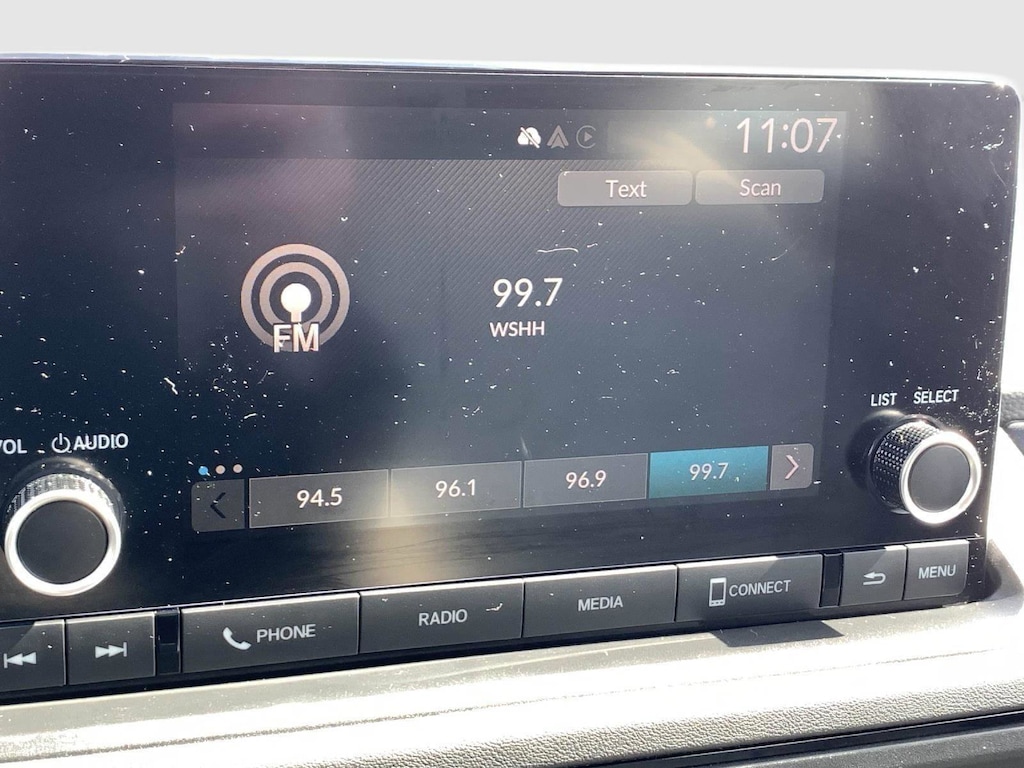 11:07
Text Scan
99.7
WSHH
FM
LIST SELECT
VOL AUDIO
94.5 96.1 96.9 99.7
PHONE RADIO MEDIA CONNECT MENU